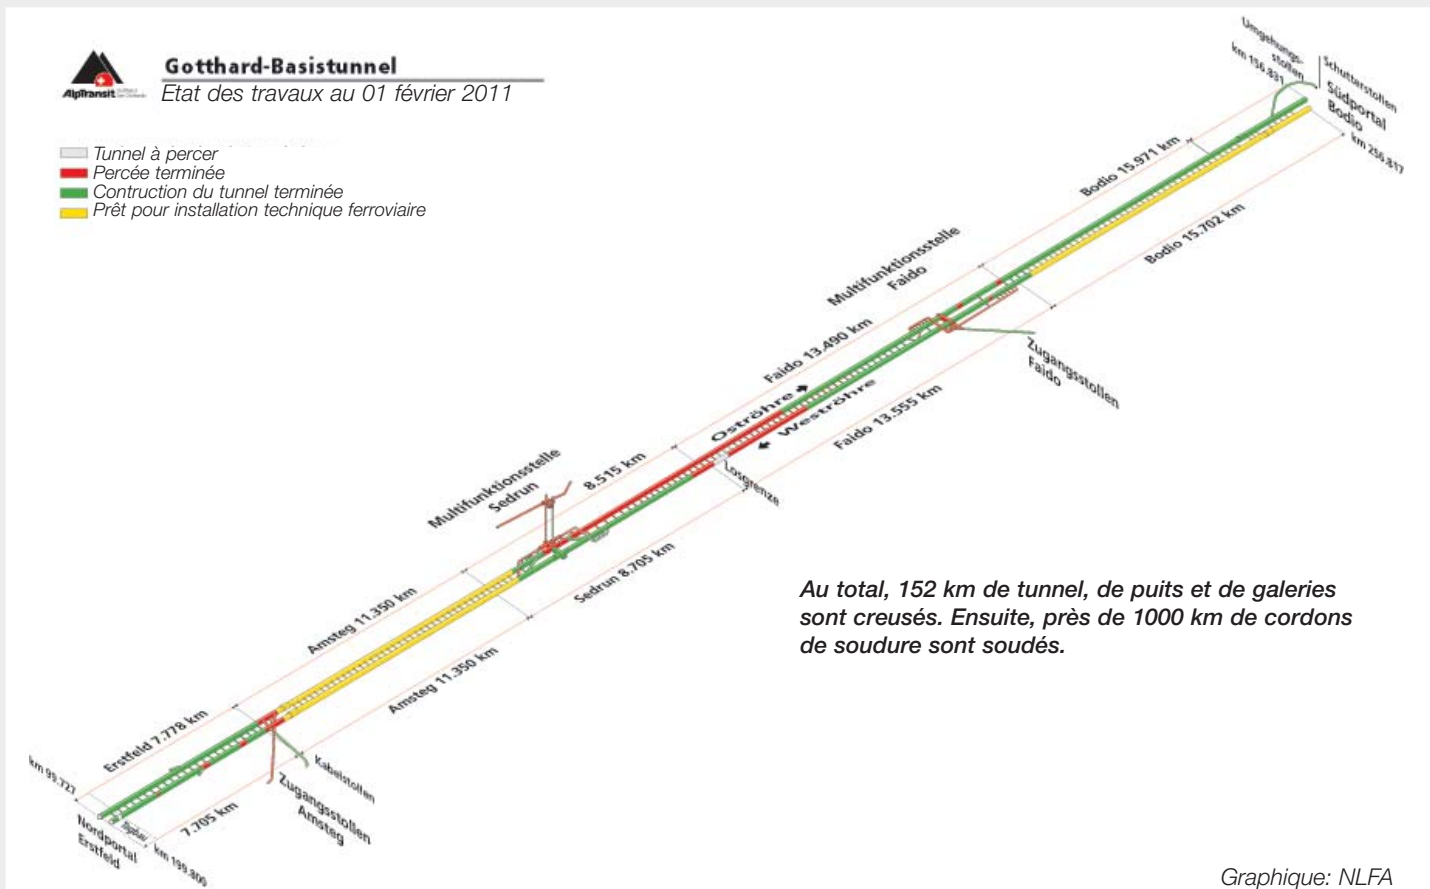 Gotthard-Basistunnel
Etat des travaux au 01 février 2011
AlpTransit
Tunnel à percer
Percée terminée
Contruction du tunnel terminée
Prêt pour installation technique ferroviaire
Umgehungs-
stollen
km 156.831
Schutterstollen
Südportal
Bodio
km 256.817
Bodio 15.971 km
Bodio 15.702 km
Multifunktionsstelle
Faido
Faido 13.490 km
Zugangsstollen
Faido
Oströhre
Weströhre
Faido 13.555 km
Multifunktionsstelle
Sedrun
8.515 km
Losgrenze
Sedrun 8.705 km
Amsteg 11.350 km
Amsteg 11.350 km
Erstfeld 7.778 km
Kabelstollen
Zugangsstollen
Amsteg
km 99.727
7.705 km
Tagbau
Nordportal
Erstfeld
km 199.800
Au total, 152 km de tunnel, de puits et de galeries
sont creusés. Ensuite, près de 1000 km de cordons
de soudure sont soudés.
Graphique: NLFA